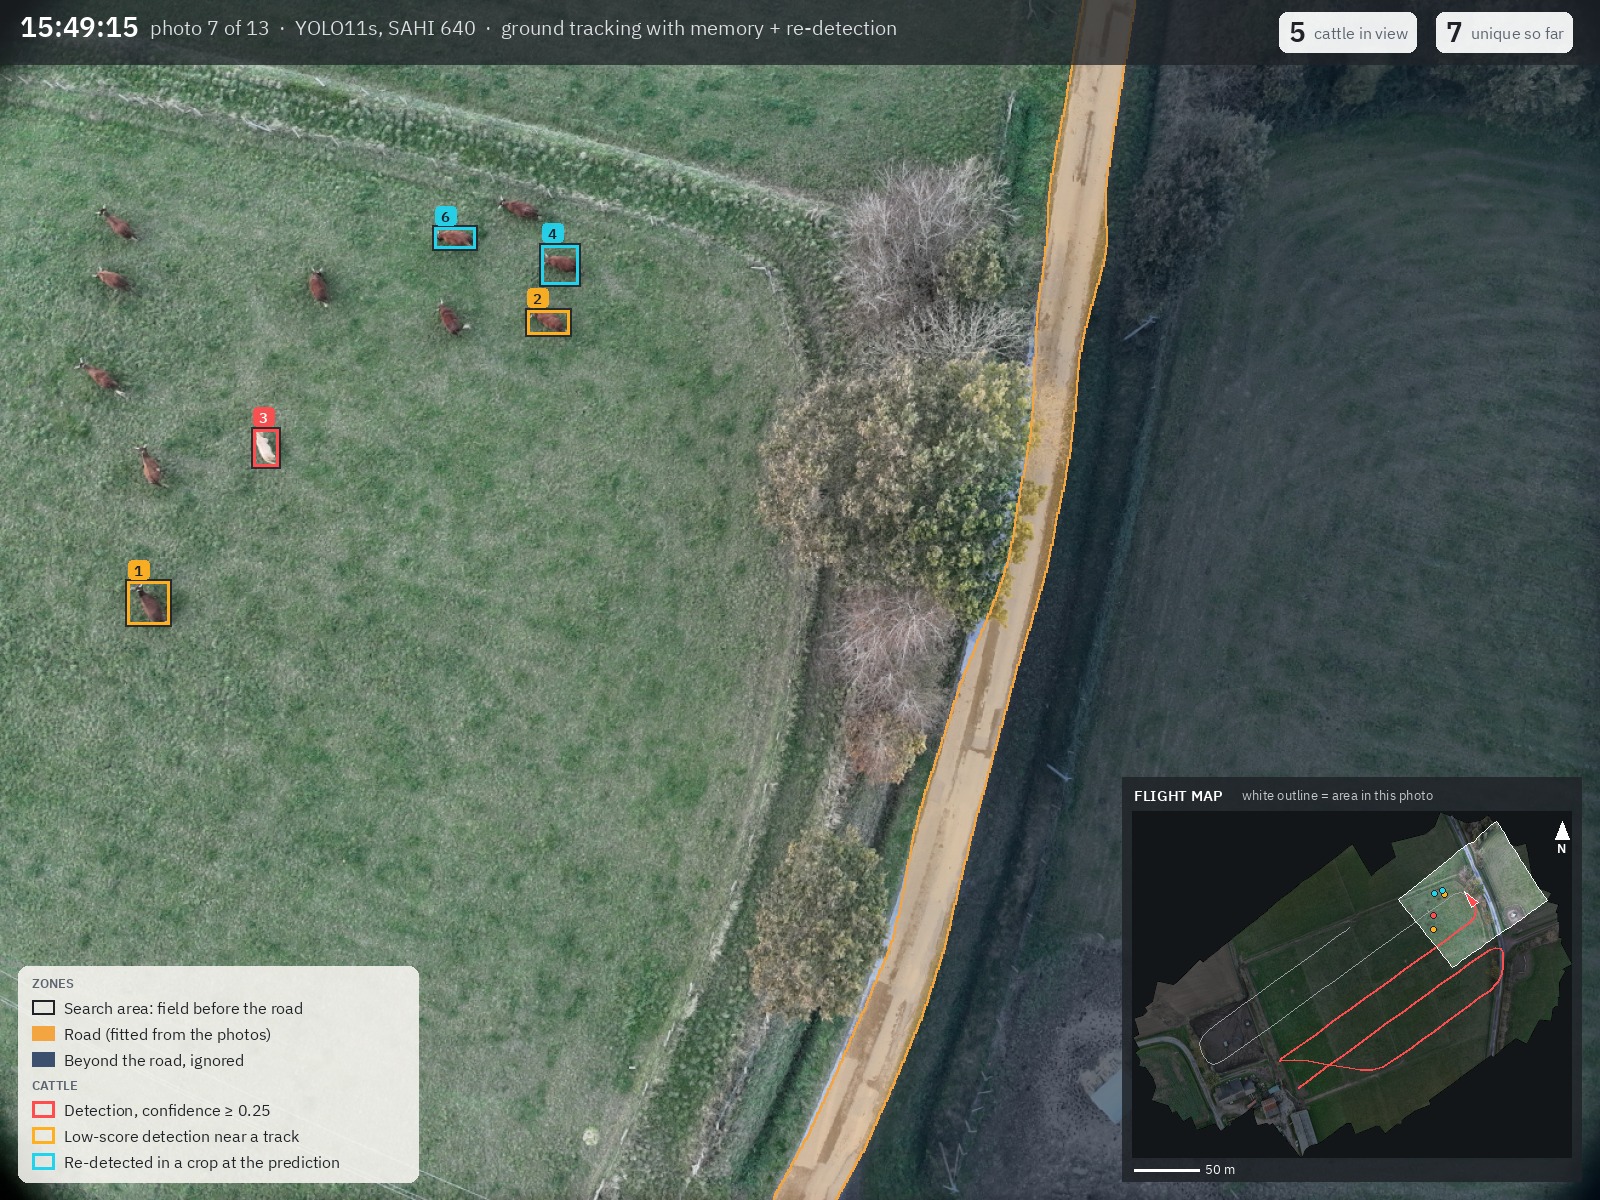 15:49:15 photo 7 of 13 · YOLO11s, SAHI 640 · ground tracking with memory + re-detection
5 cattle in view
7 unique so far
6
4
2
3
1
ZONES
Search area: field before the road
Road (fitted from the photos)
Beyond the road, ignored
CATTLE
Detection, confidence ≥ 0.25
Low-score detection near a track
Re-detected in a crop at the prediction
FLIGHT MAP white outline = area in this photo
N
50 m